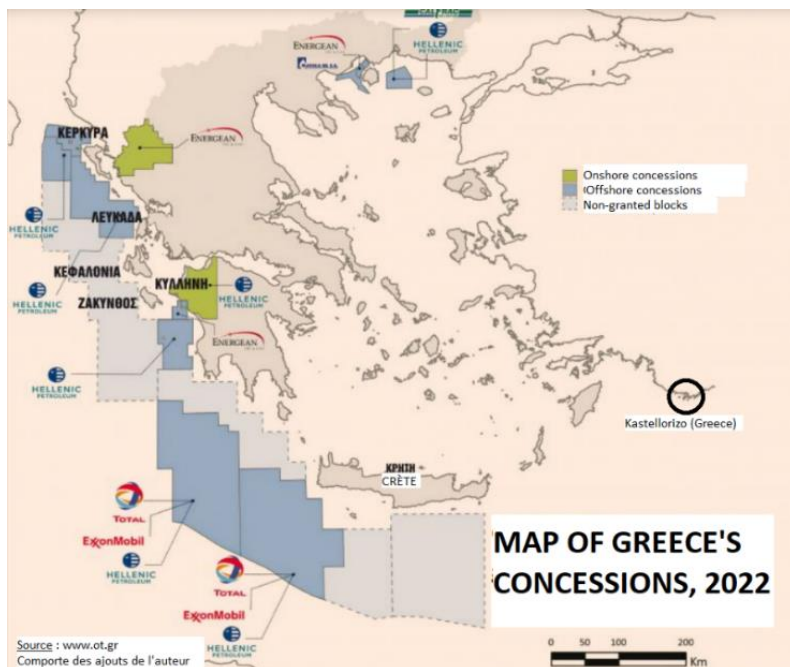 ENERGEAN
HELLENIC
PETROLEUM
ΚΕΡΚΥΡΑ
ENERGEAN
Onshore concessions
Offshore concessions
Non-granted blocks
ΛΕΥΚΑΔΑ
HELLENIC
PETROLEUM
ΚΕΦΑΛΟΝΙΑ
ΚΥΛΛΗΝΗ
HELLENIC
PETROLEUM
HELLENIC
PETROLEUM
ΖΑΚΥΝΘΟΣ
ENERGEAN
HELLENIC
PETROLEUM
Kastellorizo (Greece)
ΚΡΗΤΗ
CRÈTE
TOTAL
ExxonMobil
HELLENIC
PETROLEUM
TOTAL
ExxonMobil
HELLENIC
PETROLEUM
MAP OF GREECE'S
CONCESSIONS, 2022
Source : www.ot.gr
Comporte des ajouts de l'auteur
0 50 100 200
Km